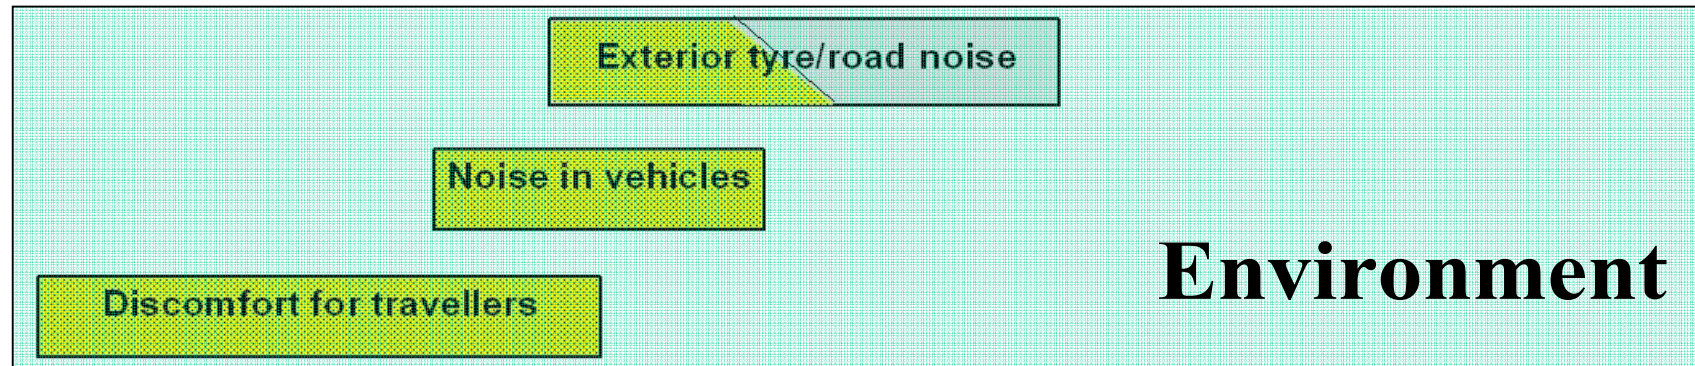 Exterior tyre/road noise
Noise in vehicles
Environment
Discomfort for travellers